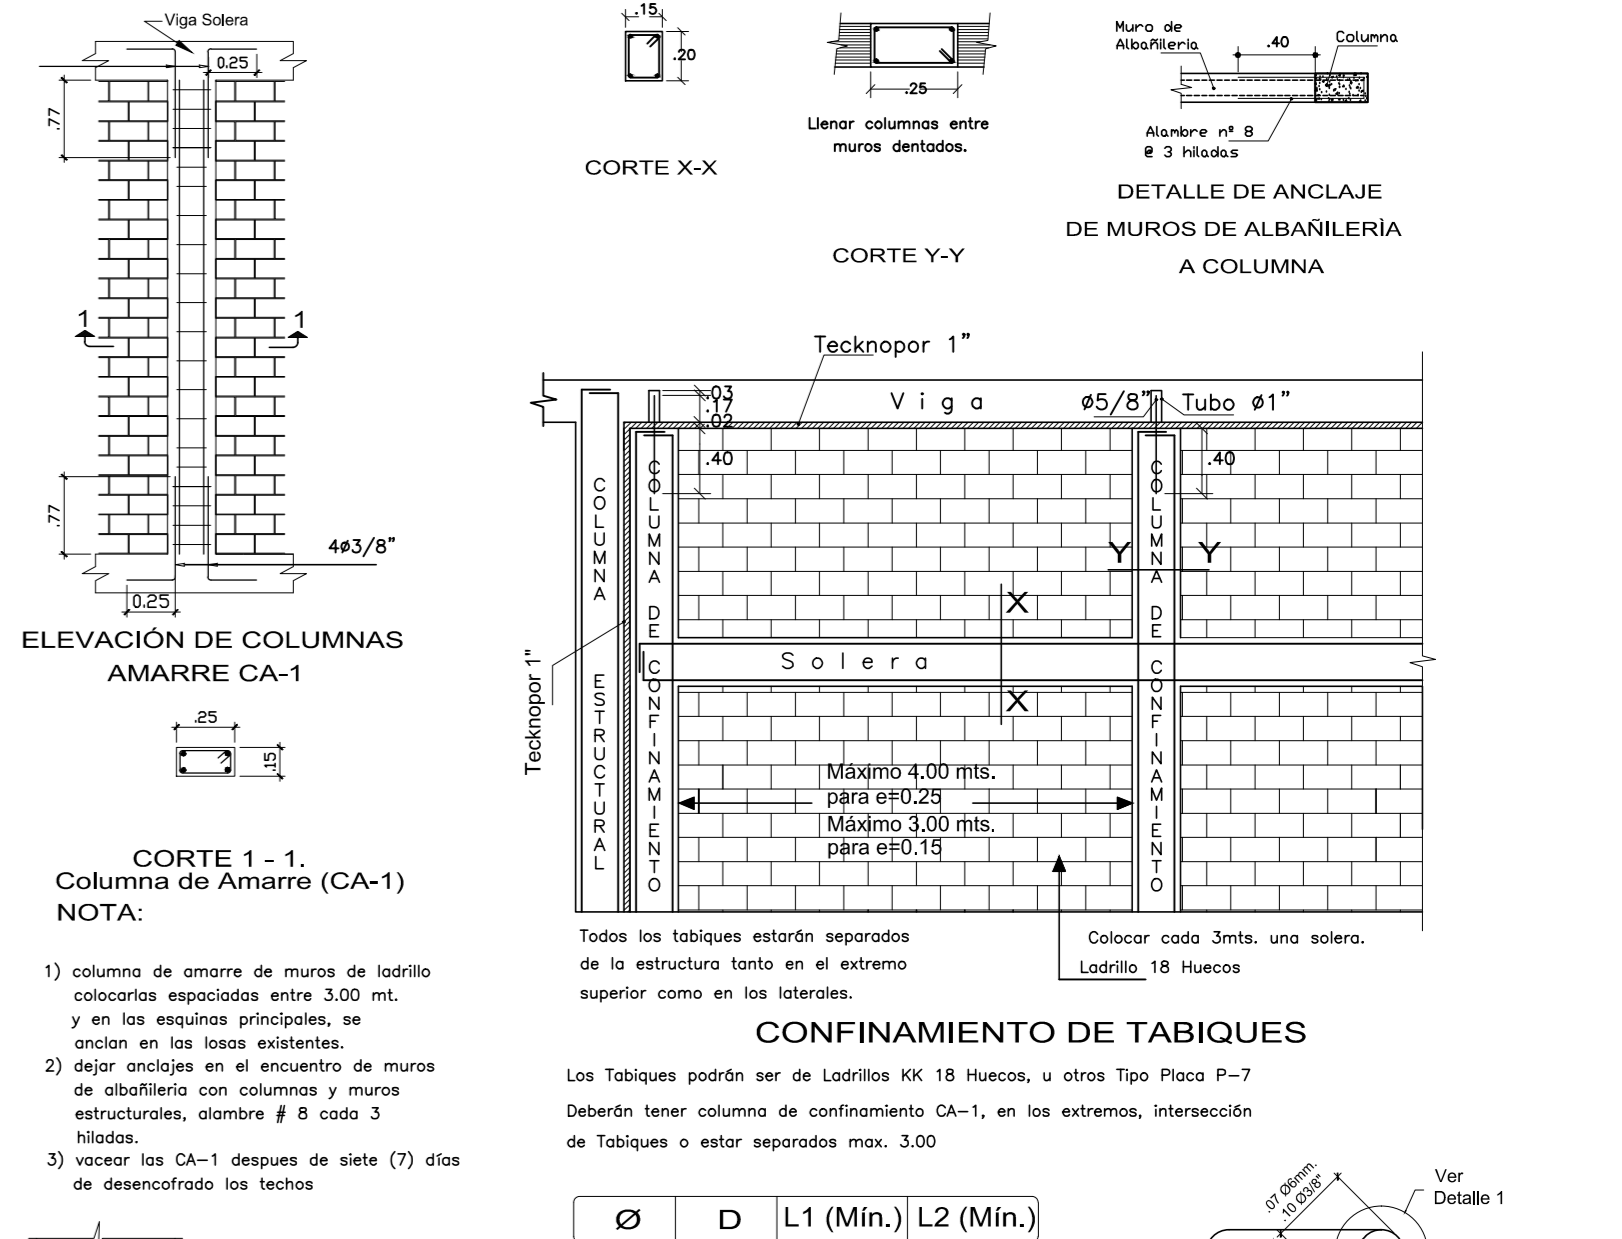 Viga Solera
0.25
.77
1
1
.77
4ø3/8"
0.25
ELEVACIÓN DE COLUMNAS
AMARRE CA-1
.25
.15
CORTE 1 - 1.
Columna de Amarre (CA-1)
NOTA:
1) columna de amarre de muros de ladrillo
colocarlas espaciadas entre 3.00 mt.
y en las esquinas principales, se
anclan en las losas existentes.
2) dejar anclajes en el encuentro de muros
de albañileria con columnas y muros
estructurales, alambre # 8 cada 3
hiladas.
3) vacear las CA-1 despues de siete (7) días
de desencofrado los techos
.15
.20
CORTE X-X
.25
Llenar columnas entre
muros dentados.
CORTE Y-Y
Muro de
Albañileria
.40
Columna
Alambre nº 8
@ 3 hiladas
DETALLE DE ANCLAJE
DE MUROS DE ALBAÑILERÌA
A COLUMNA
Tecknopor 1"
.03
.17
.02
.40
Viga
ø5/8"
Tubo ø1"
.40
COLUMNA ESTRUCTURAL
COLUMNA DE CONFINAMIENTO
COLUMNA DE CONFINAMIENTO
Y
Y
X
Solera
X
Tecknopor 1"
Máximo 4.00 mts.
para e=0.25
Máximo 3.00 mts.
para e=0.15
Todos los tabiques estarán separados
de la estructura tanto en el extremo
superior como en los laterales.
Colocar cada 3mts. una solera.
Ladrillo 18 Huecos
CONFINAMIENTO DE TABIQUES
Los Tabiques podrán ser de Ladrillos KK 18 Huecos, u otros Tipo Placa P-7
Deberán tener columna de confinamiento CA-1, en los extremos, intersección
de Tabiques o estar separados max. 3.00
Ø D L1 (Mín.) L2 (Mín.)
.07 Ø6mm.
.10 Ø3/8"
Ver
Detalle 1